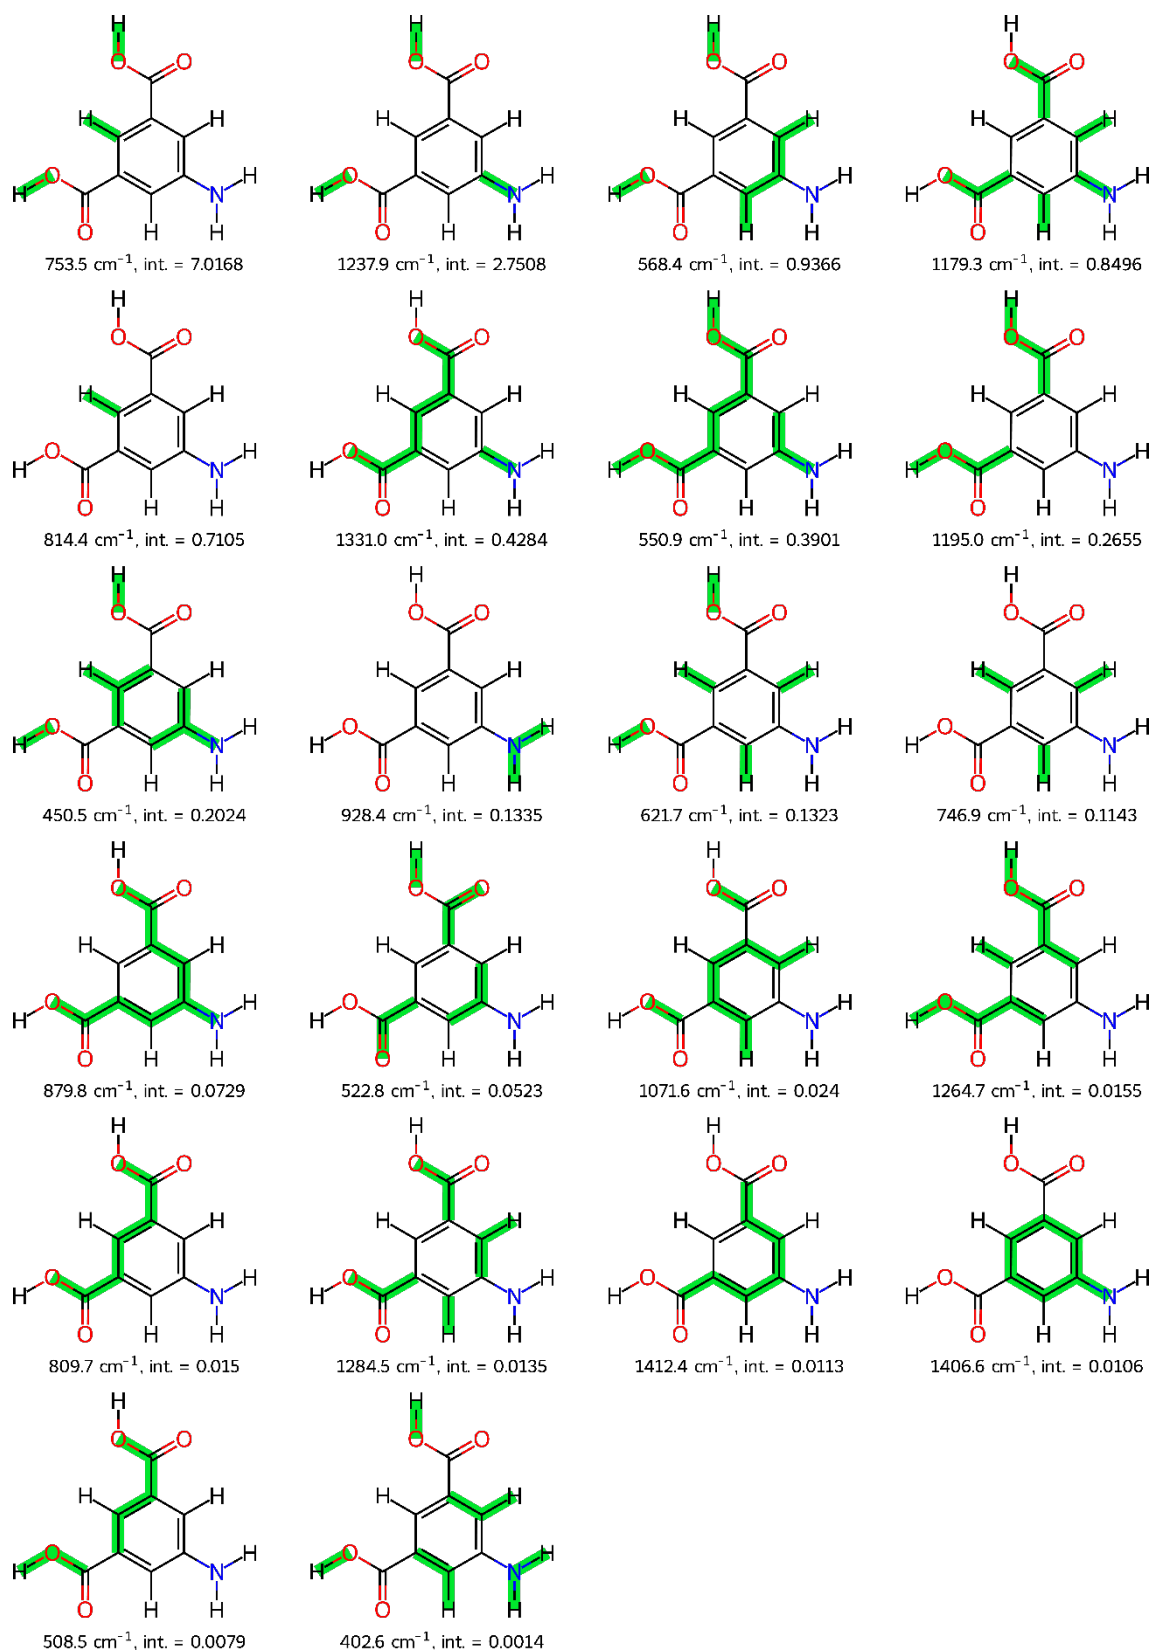 H H H H
O O O O O O O O
H H H H H H H H
O H O H O H O H
H N H N H N H N
O H H O H H O H H O H H
753.5 cm⁻¹, int. = 7.0168
1237.9 cm⁻¹, int. = 2.7508
568.4 cm⁻¹, int. = 0.9366
1179.3 cm⁻¹, int. = 0.8496
H H H H
O O O O O O O O
H H H H H H H H
O H O H O H O H
H N H N H N H N
O H H O H H O H H O H H
814.4 cm⁻¹, int. = 0.7105
1331.0 cm⁻¹, int. = 0.4284
550.9 cm⁻¹, int. = 0.3901
1195.0 cm⁻¹, int. = 0.2655
H H H H
O O O O O O O O
H H H H H H H H
O H O H O H O H
H N H N H N H N
O H H O H H O H H O H H
450.5 cm⁻¹, int. = 0.2024
928.4 cm⁻¹, int. = 0.1335
621.7 cm⁻¹, int. = 0.1323
746.9 cm⁻¹, int. = 0.1143
H H H H
O O O O O O O O
H H H H H H H H
O H O H O H O H
H N H N H N H N
O H H O H H O H H O H H
879.8 cm⁻¹, int. = 0.0729
522.8 cm⁻¹, int. = 0.0523
1071.6 cm⁻¹, int. = 0.024
1264.7 cm⁻¹, int. = 0.0155
H H H H
O O O O O O O O
H H H H H H H H
O H O H O H O H
H N H N H N H N
O H H O H H O H H O H H
809.7 cm⁻¹, int. = 0.015
1284.5 cm⁻¹, int. = 0.0135
1412.4 cm⁻¹, int. = 0.0113
1406.6 cm⁻¹, int. = 0.0106
H H
O O O O
H H H H
O H O H
H N H N
O H H O H H
508.5 cm⁻¹, int. = 0.0079
402.6 cm⁻¹, int. = 0.0014